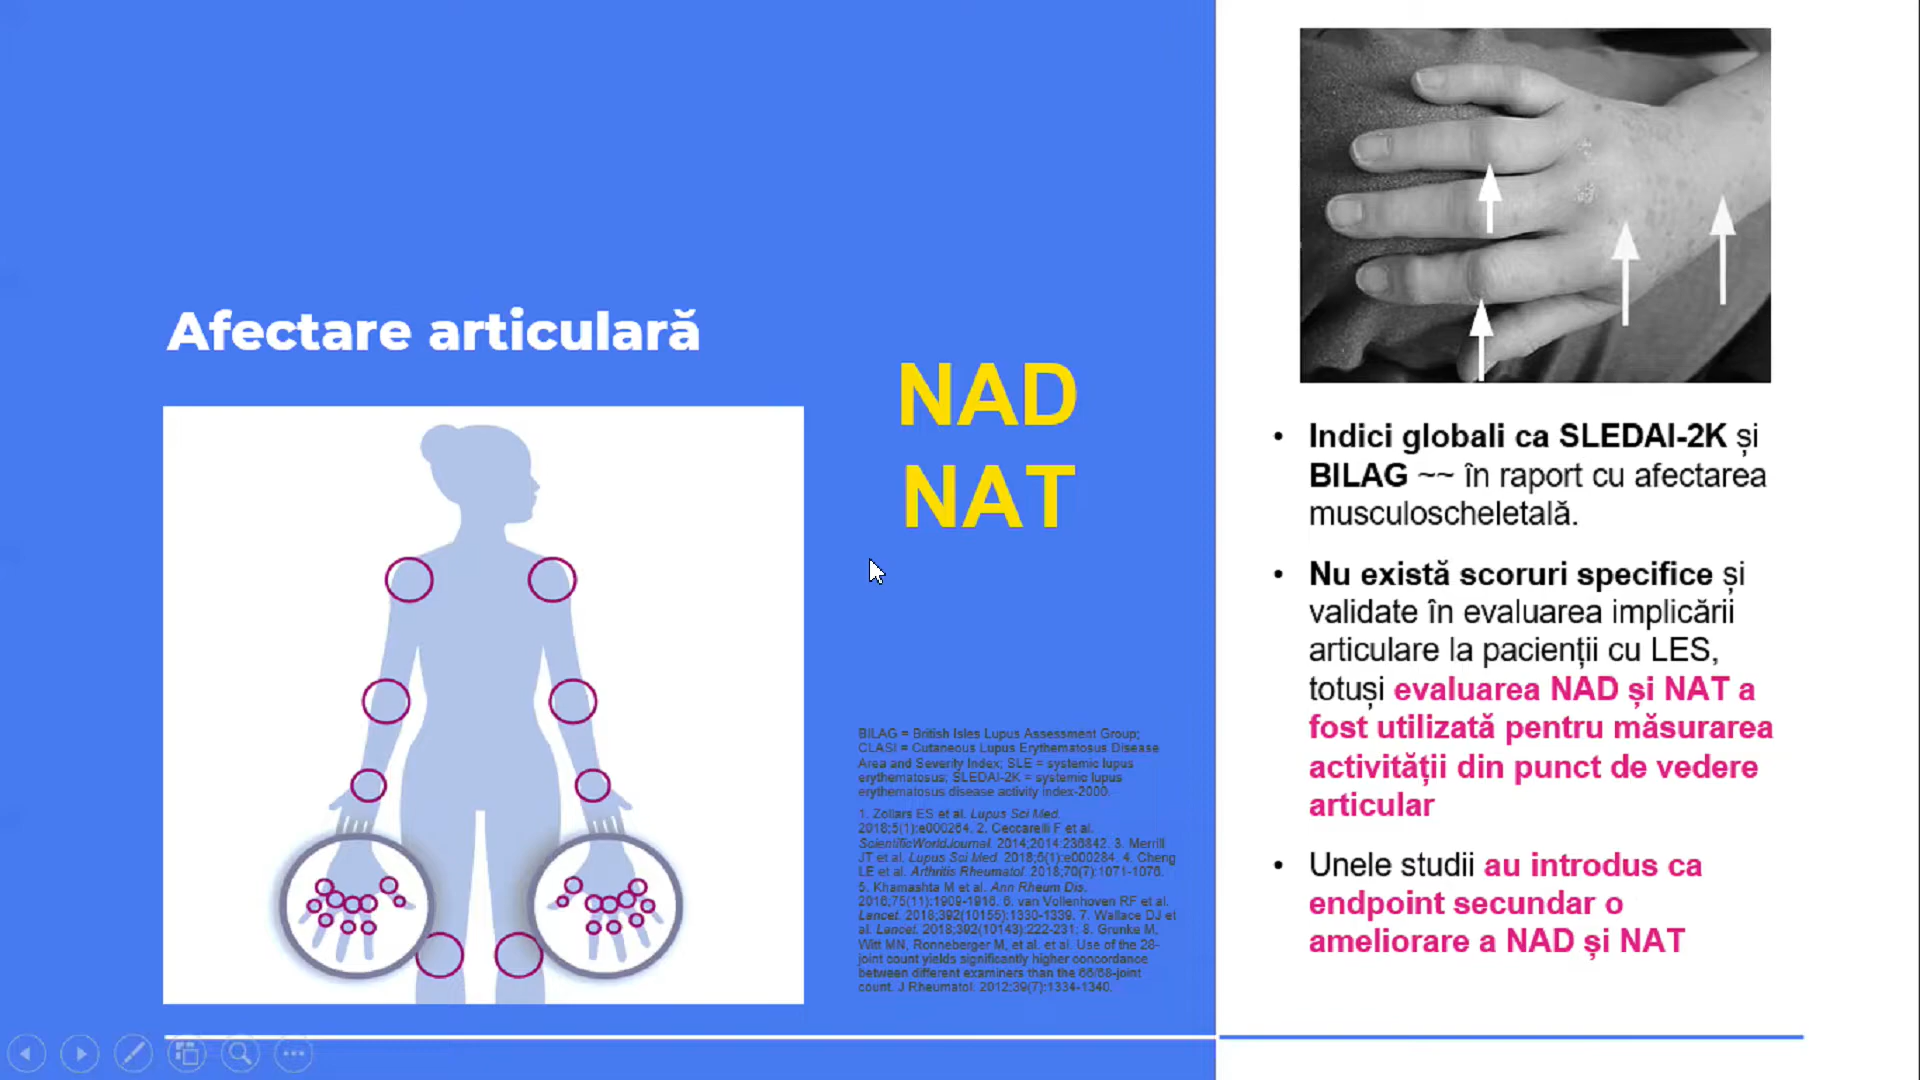 Afectare articulară
NAD
NAT
BILAG = British Isles Lupus Assessment Group;
CLASI = Cutaneous Lupus Erythematosus Disease
Area and Severity Index; SLE = systemic lupus
erythematosus; SLEDAI-2K = systemic lupus
erythematosus disease activity index-2000.
1. Zollars ES et al. Lupus Sci Med.
2018;5(1):e000264. 2. Ceccarelli F et al.
ScientificWorldJournal. 2014;2014:236842. 3. Merrill
JT et al. Lupus Sci Med. 2018;5(1):e000284. 4. Cheng
LE et al. Arthritis Rheumatol. 2018;70(7):1071-1076.
5. Khamashta M et al. Ann Rheum Dis.
2016;75(11):1909-1916. 6. van Vollenhoven RF et al.
Lancet. 2018;392(10155):1330-1339. 7. Wallace DJ et
al. Lancet. 2018;392(10143):222-231; 8. Grunke M,
Witt MN, Ronneberger M, et al. et al. Use of the 28-
joint count yields significantly higher concordance
between different examiners than the 66/68-joint
count. J Rheumatol. 2012;39(7):1334-1340.
• Indici globali ca SLEDAI-2K și
BILAG ~~ în raport cu afectarea
musculoscheletală.
• Nu există scoruri specifice și
validate în evaluarea implicării
articulare la pacienții cu LES,
totuși evaluarea NAD și NAT a
fost utilizată pentru măsurarea
activității din punct de vedere
articular
• Unele studii au introdus ca
endpoint secundar o
ameliorare a NAD și NAT